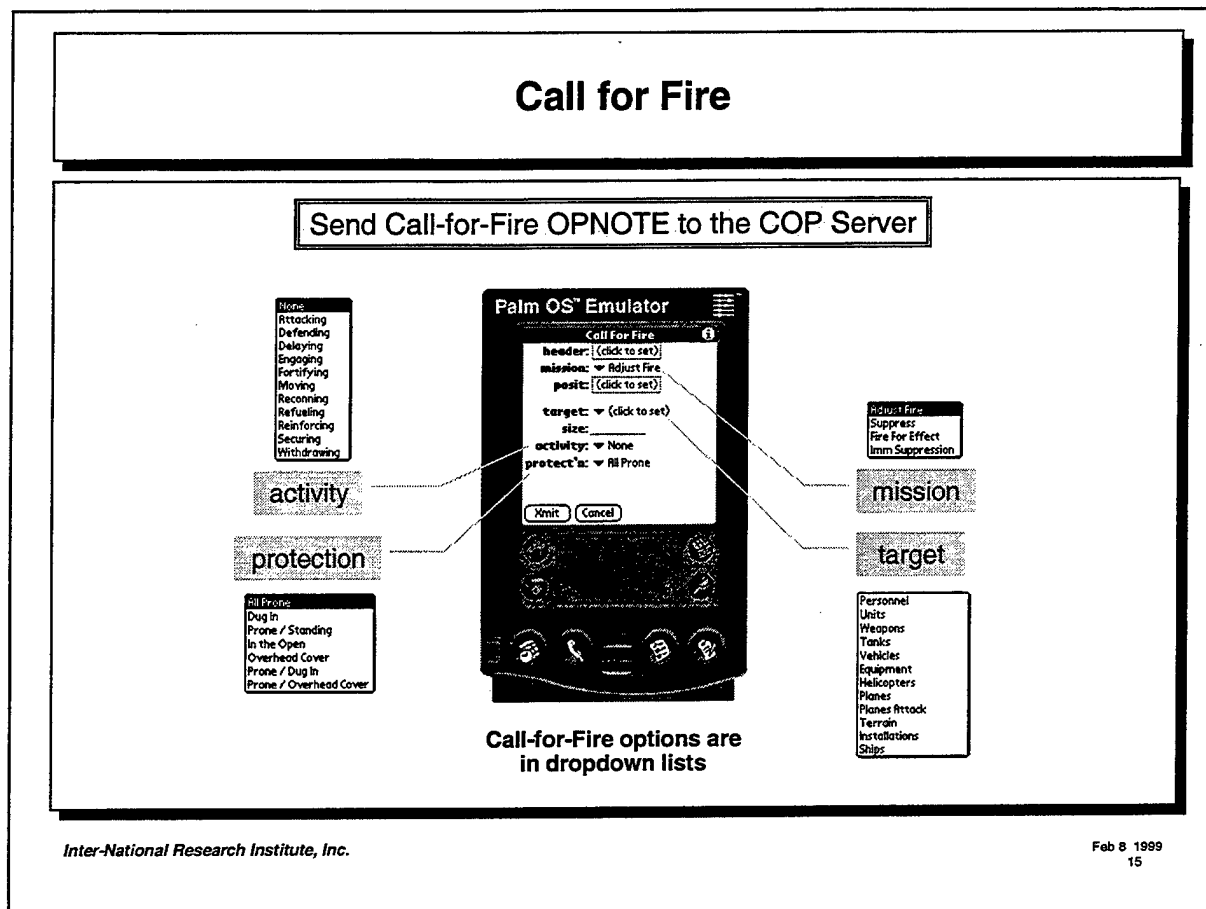 Call for Fire
Send Call-for-Fire OPNOTE to the COP Server
None
Attacking
Defending
Delaying
Engaging
Fortifying
Moving
Reconning
Refueling
Reinforcing
Securing
Withdrawing
activity
protection
All Prone
Dug in
Prone / Standing
In the Open
Overhead Cover
Prone / Dug In
Prone / Overhead Cover
Palm OS™ Emulator
Call For Fire
header: (click to set)
mission: Adjust Fire
posit: (click to set)
target: (click to set)
size:
activity: None
protect'n: All Prone
Xmit Cancel
Call-for-Fire options are
in dropdown lists
Adjust Fire
Suppress
Fire For Effect
Imm Suppression
mission
target
Personnel
Units
Weapons
Tanks
Vehicles
Equipment
Helicopters
Planes
Planes Attack
Terrain
Installations
Ships
Inter-National Research Institute, Inc.
Feb 8 1999
15